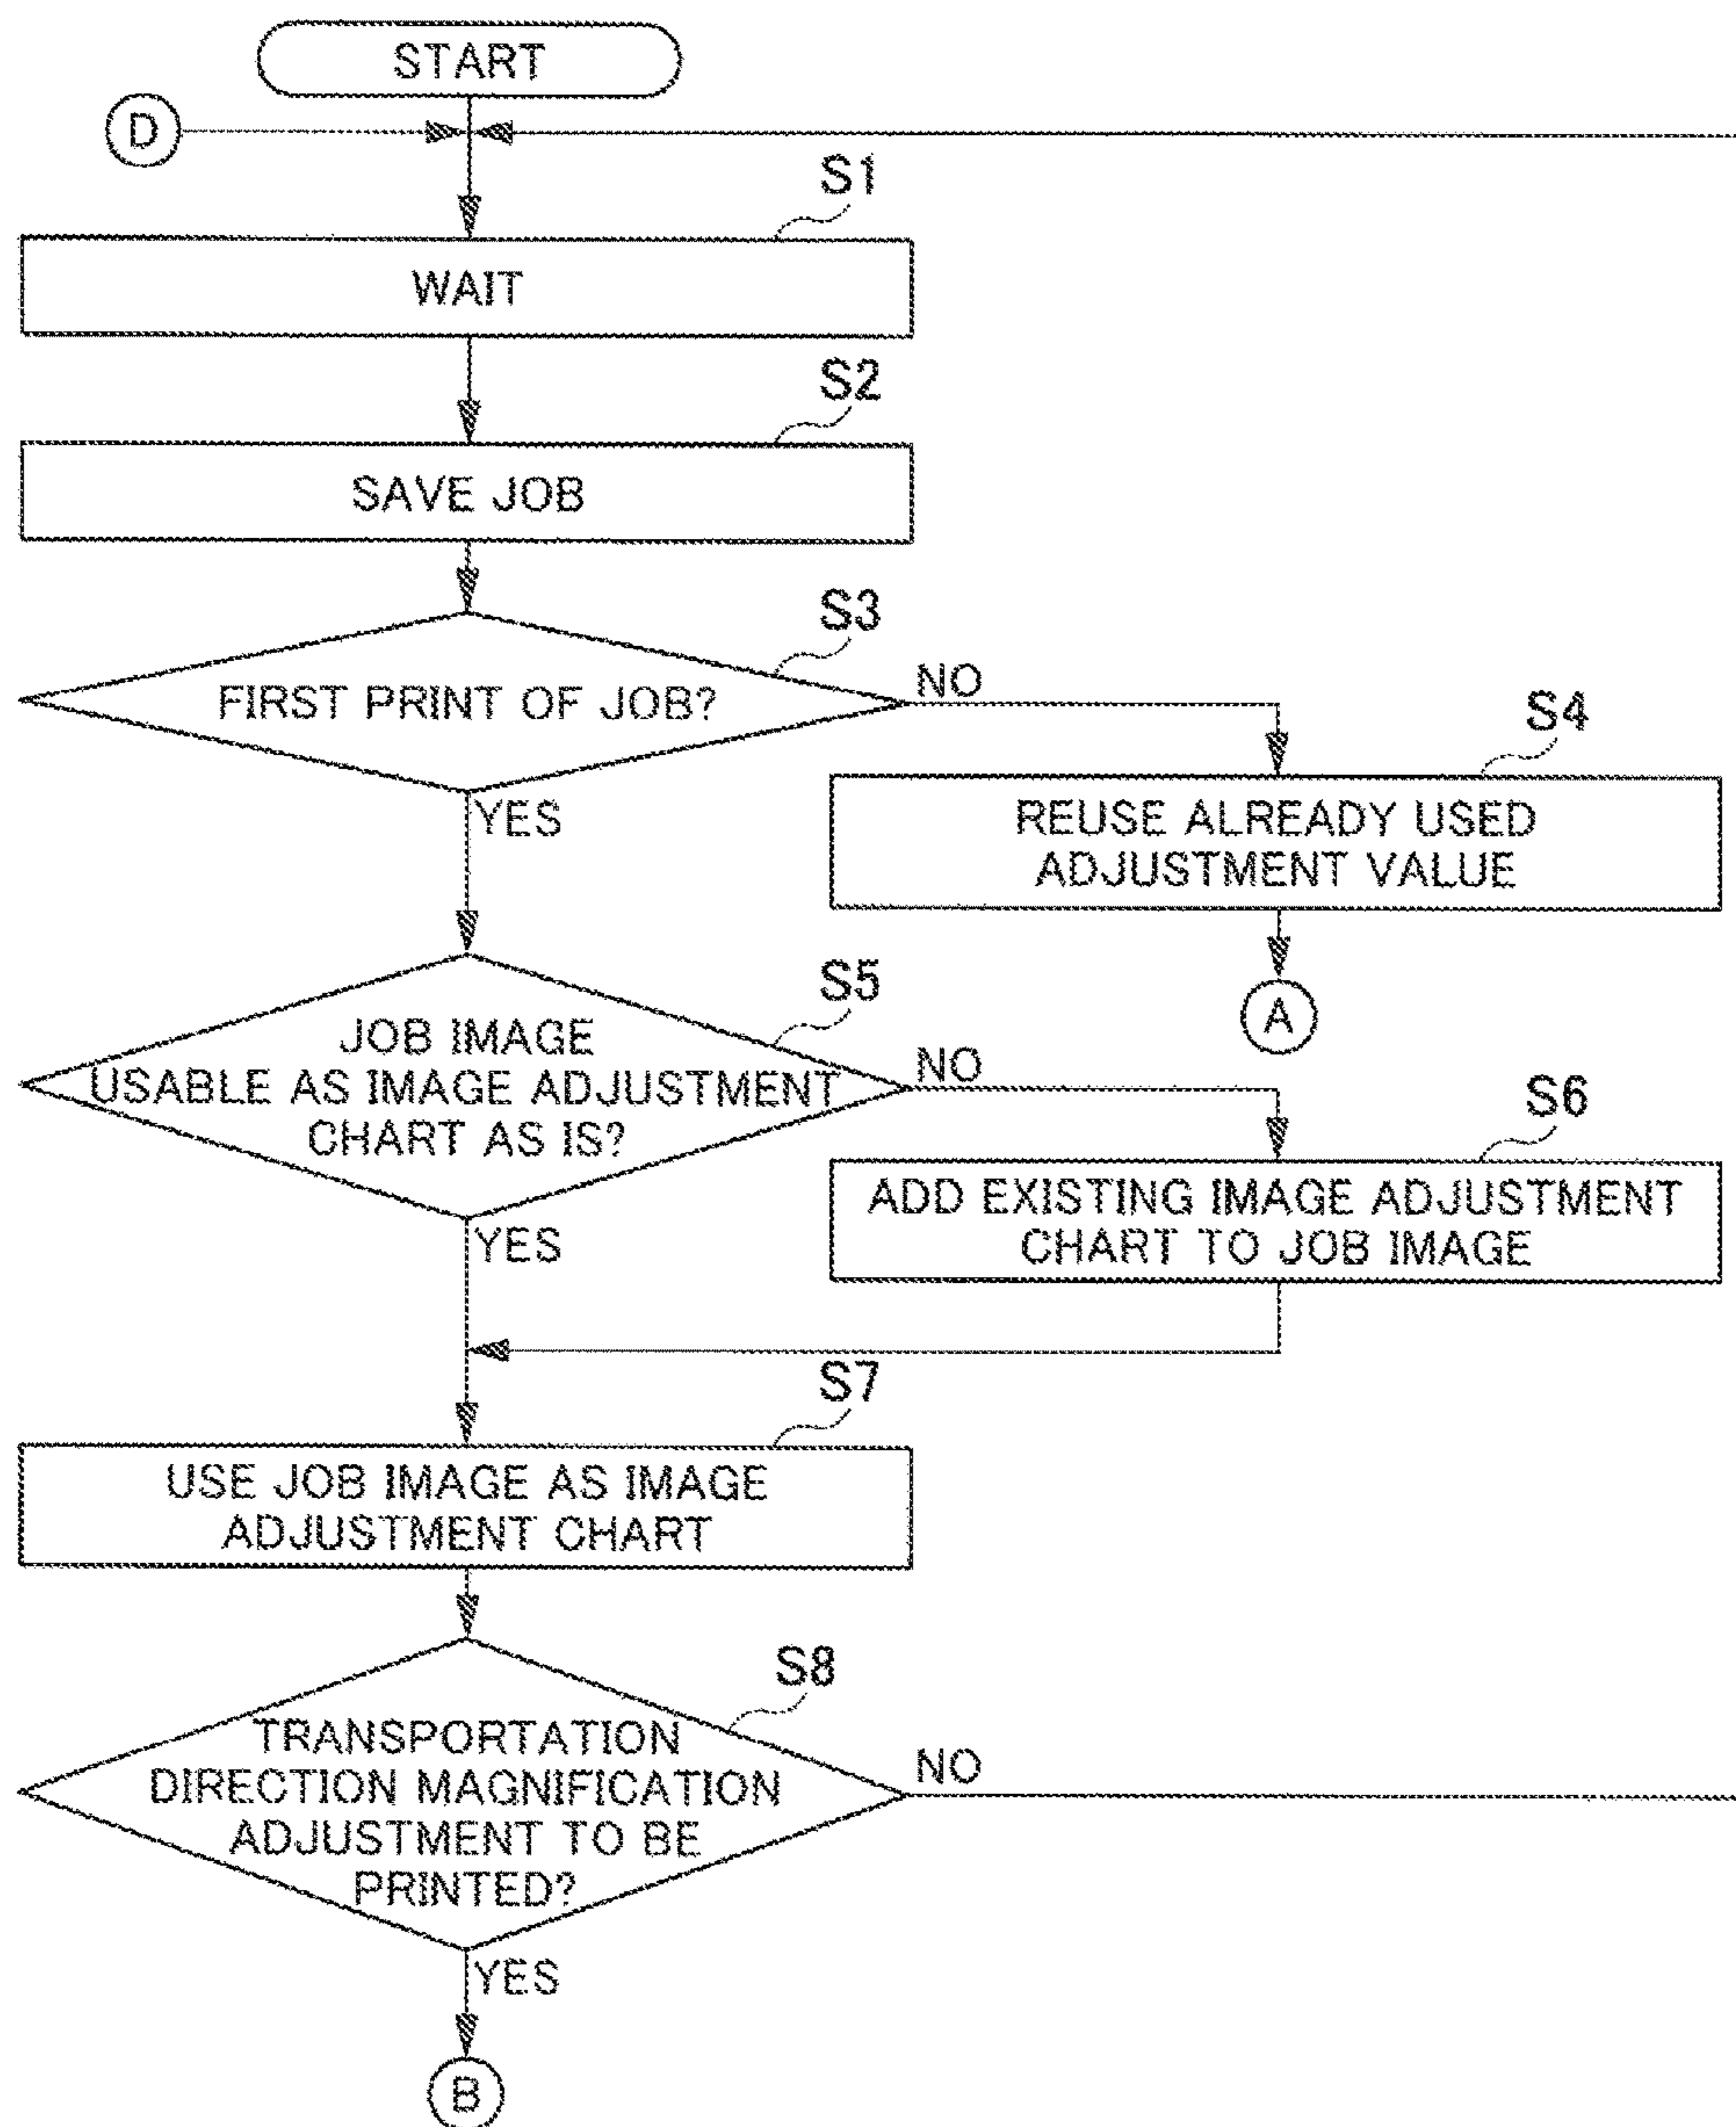 START
D
S1
WAIT
S2
SAVE JOB
S3
FIRST PRINT OF JOB?
NO
YES
S4
REUSE ALREADY USED
ADJUSTMENT VALUE
A
S5
JOB IMAGE
USABLE AS IMAGE ADJUSTMENT
CHART AS IS?
NO
YES
S6
ADD EXISTING IMAGE ADJUSTMENT
CHART TO JOB IMAGE
S7
USE JOB IMAGE AS IMAGE
ADJUSTMENT CHART
S8
TRANSPORTATION
DIRECTION MAGNIFICATION
ADJUSTMENT TO BE
PRINTED?
NO
YES
B